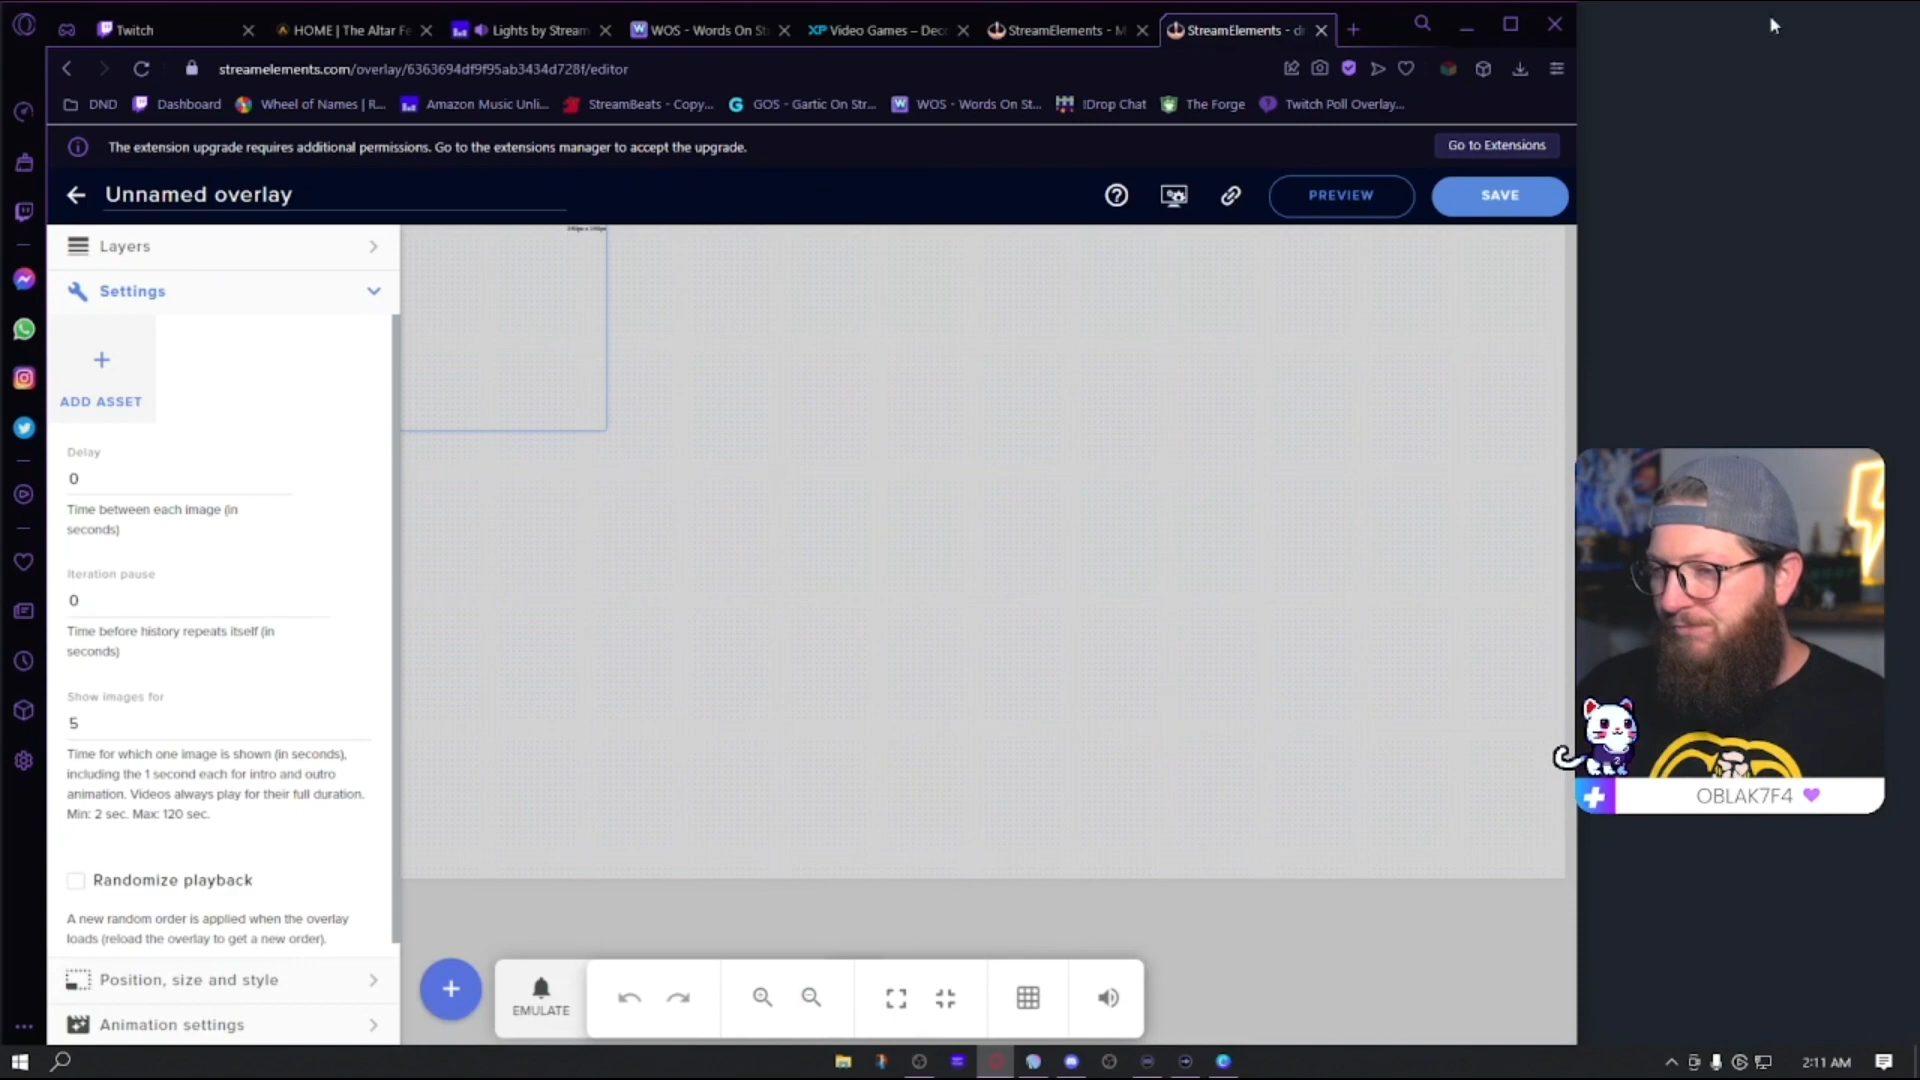 Twitch
HOME | The Altar Fe
Lights by Stream
WOS - Words On St
XP Video Games – Deco
StreamElements - M
StreamElements - dr
streamelements.com/overlay/6363694df9f95ab3434d728f/editor
DND
Dashboard
Wheel of Names | R...
Amazon Music Unli...
StreamBeats - Copy...
GOS - Gartic On Str...
WOS - Words On St...
!Drop Chat
The Forge
Twitch Poll Overlay...
The extension upgrade requires additional permissions. Go to the extensions manager to accept the upgrade.
Go to Extensions
Unnamed overlay
PREVIEW
SAVE
Layers
Settings
ADD ASSET
Delay
0
Time between each image (in
seconds)
Iteration pause
0
Time before history repeats itself (in
seconds)
Show images for
5
Time for which one image is shown (in seconds),
including the 1 second each for intro and outro
animation. Videos always play for their full duration.
Min: 2 sec. Max: 120 sec.
Randomize playback
A new random order is applied when the overlay
loads (reload the overlay to get a new order).
Position, size and style
Animation settings
EMULATE
OBLAK7F4
2:11 AM